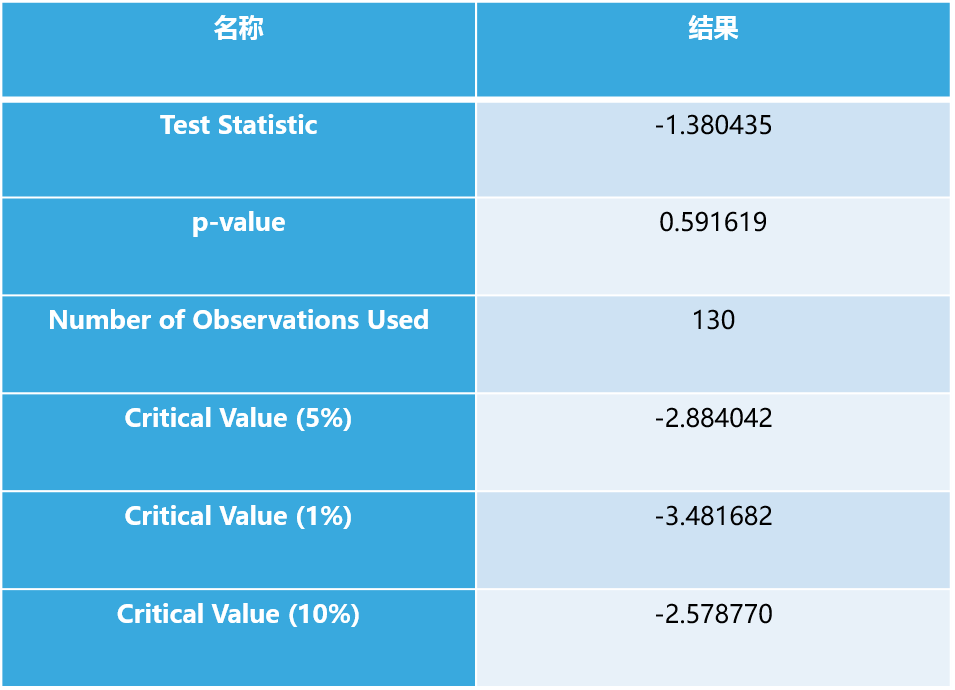 名称 结果
Test Statistic -1.380435
p-value 0.591619
Number of Observations Used 130
Critical Value (5%) -2.884042
Critical Value (1%) -3.481682
Critical Value (10%) -2.578770